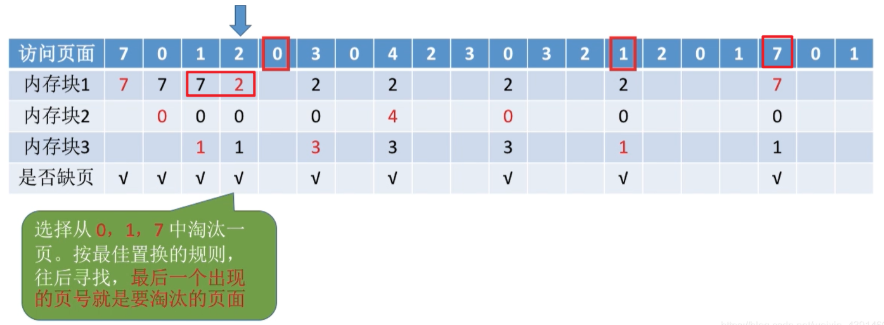 访问页面 7 0 1 2 0 3 0 4 2 3 0 3 2 1 2 0 1 7 0 1
内存块1 7 7 7 2 2 2 2 2 7
内存块2 0 0 0 0 4 0 0 0
内存块3 1 1 3 3 3 1 1
是否缺页 √ √ √ √ √ √ √ √ √
选择从 0，1，7 中淘汰一
页。按最佳置换的规则，
往后寻找，最后一个出现
的页号就是要淘汰的页面